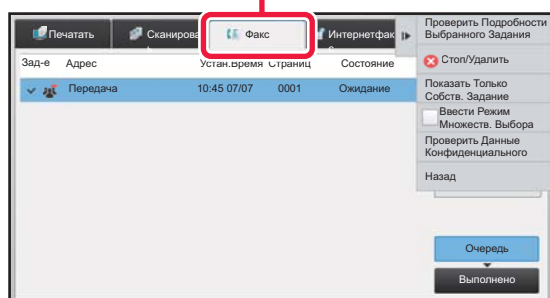 Печатать
Сканирова
ь
Факс
Интернетфак
с
Зад-е Адрес Устан.Время Страниц Состояние
Передача 10:45 07/07 0001 Ожидание
Проверить Подробности
Выбранного Задания
Стоп/Удалить
Показать Только
Собств. Задание
Ввести Режим
Множеств. Выбора
Проверить Данные
Конфиденциального
Назад
Очередь
Выполнено